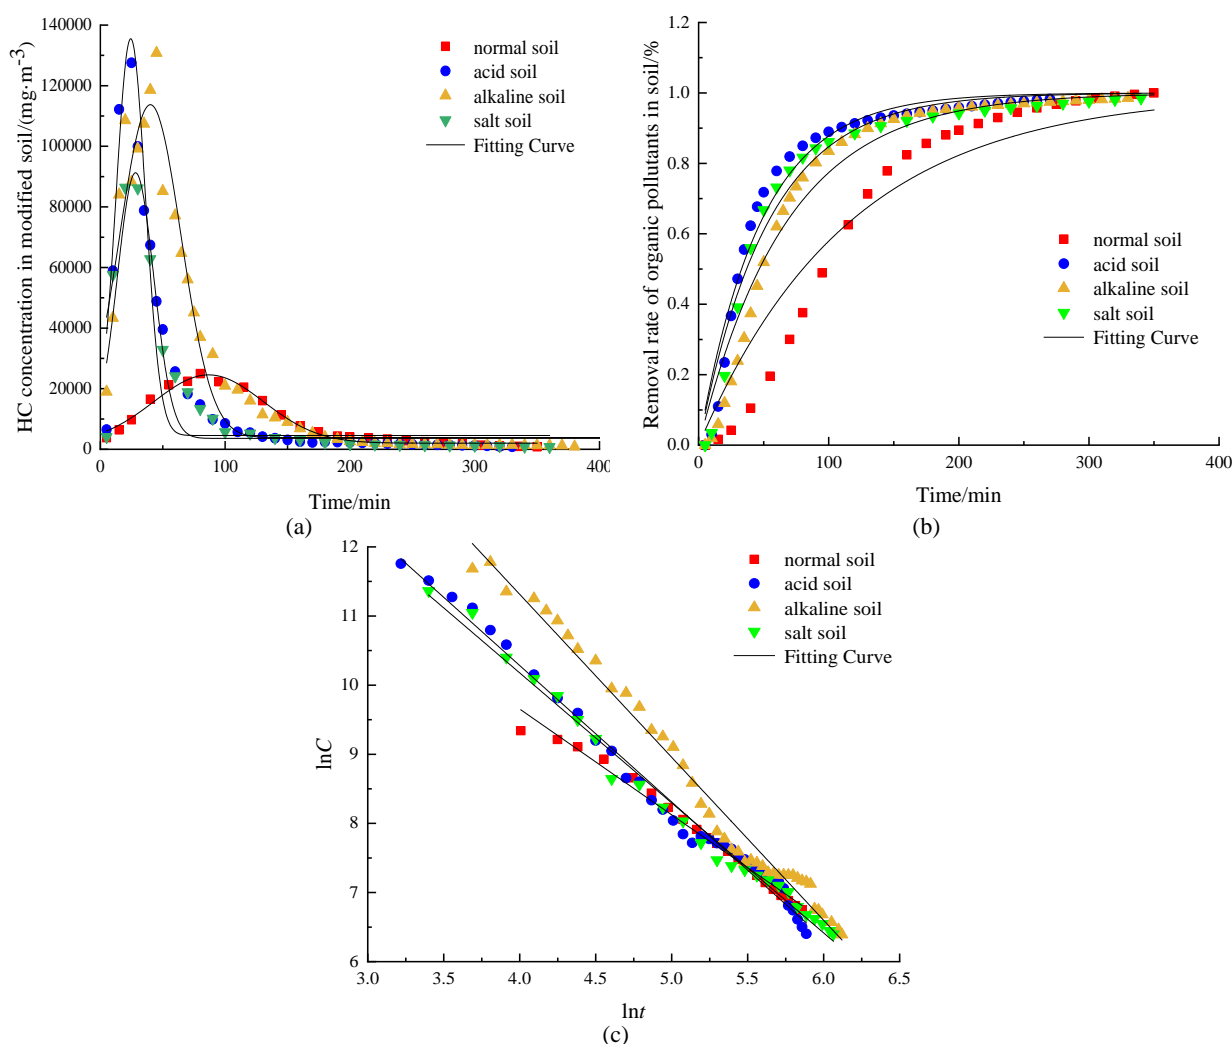 HC concentration in modified soil/(mg·m⁻³)
140000
120000
100000
80000
60000
40000
20000
0
0
100
200
300
400
Time/min
normal soil
acid soil
alkaline soil
salt soil
Fitting Curve
(a)
Removal rate of organic pollutants in soil/%
1.2
1.0
0.8
0.6
0.4
0.2
0.0
0
100
200
300
400
Time/min
normal soil
acid soil
alkaline soil
salt soil
Fitting Curve
(b)
lnC
12
11
10
9
8
7
6
3.0
3.5
4.0
4.5
5.0
5.5
6.0
6.5
lnt
normal soil
acid soil
alkaline soil
salt soil
Fitting Curve
(c)